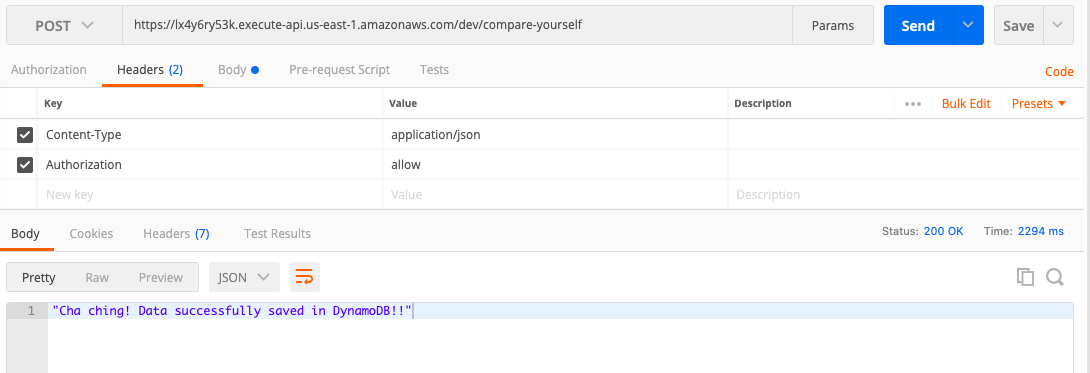 POST https://lx4y6ry53k.execute-api.us-east-1.amazonaws.com/dev/compare-yourself Params Send Save
Authorization Headers (2) Body Pre-request Script Tests Code
Key Value Description ••• Bulk Edit Presets
Content-Type application/json
Authorization allow
New key Value Description
Body Cookies Headers (7) Test Results Status: 200 OK Time: 2294 ms
Pretty Raw Preview JSON
1 "Cha ching! Data successfully saved in DynamoDB!!"